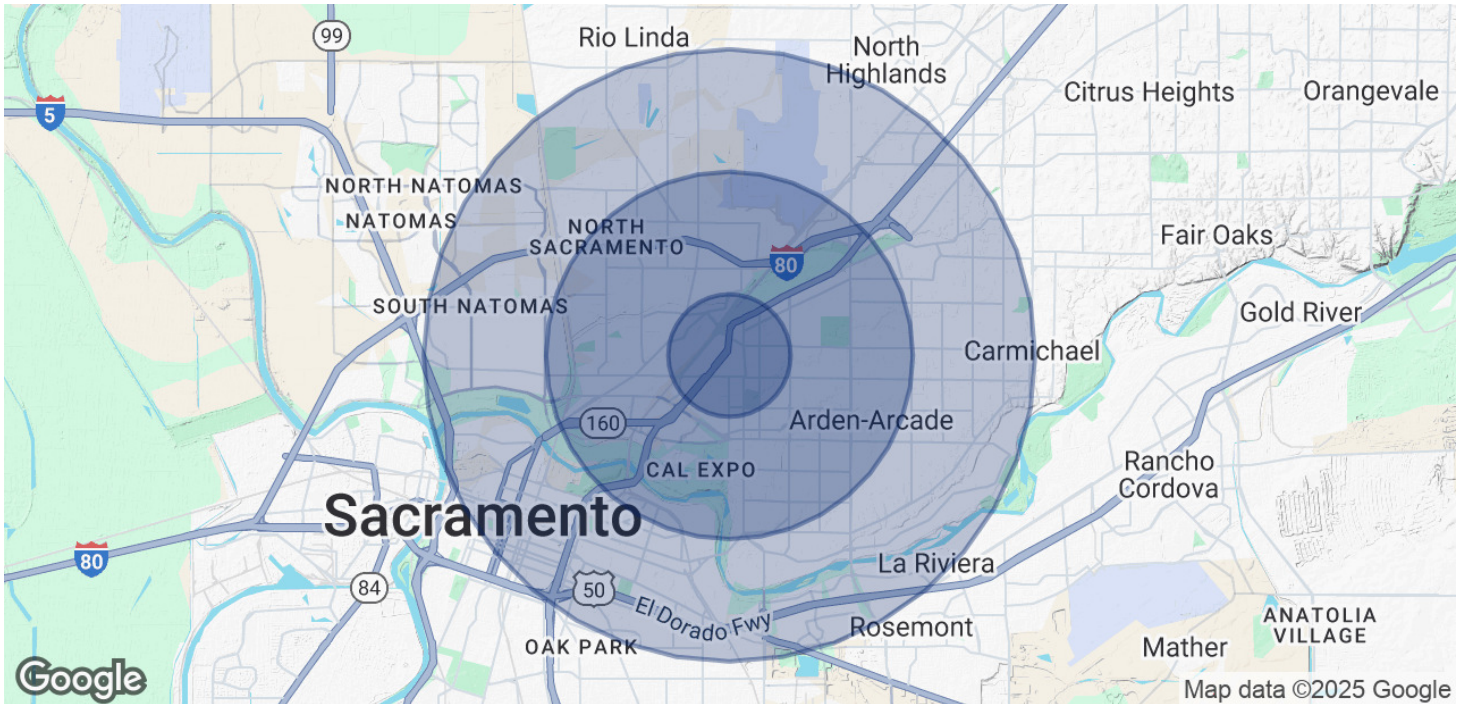 99
Rio Linda
North
Highlands
Citrus Heights
Orangevale
5
NORTH NATOMAS
NATOMAS
NORTH
SACRAMENTO
Fair Oaks
80
SOUTH NATOMAS
Gold River
Carmichael
160
Arden-Arcade
CAL EXPO
Rancho
Cordova
Sacramento
80
La Riviera
84
50
El Dorado Fwy
OAK PARK
Rosemont
ANATOLIA
VILLAGE
Mather
Google
Map data ©2025 Google